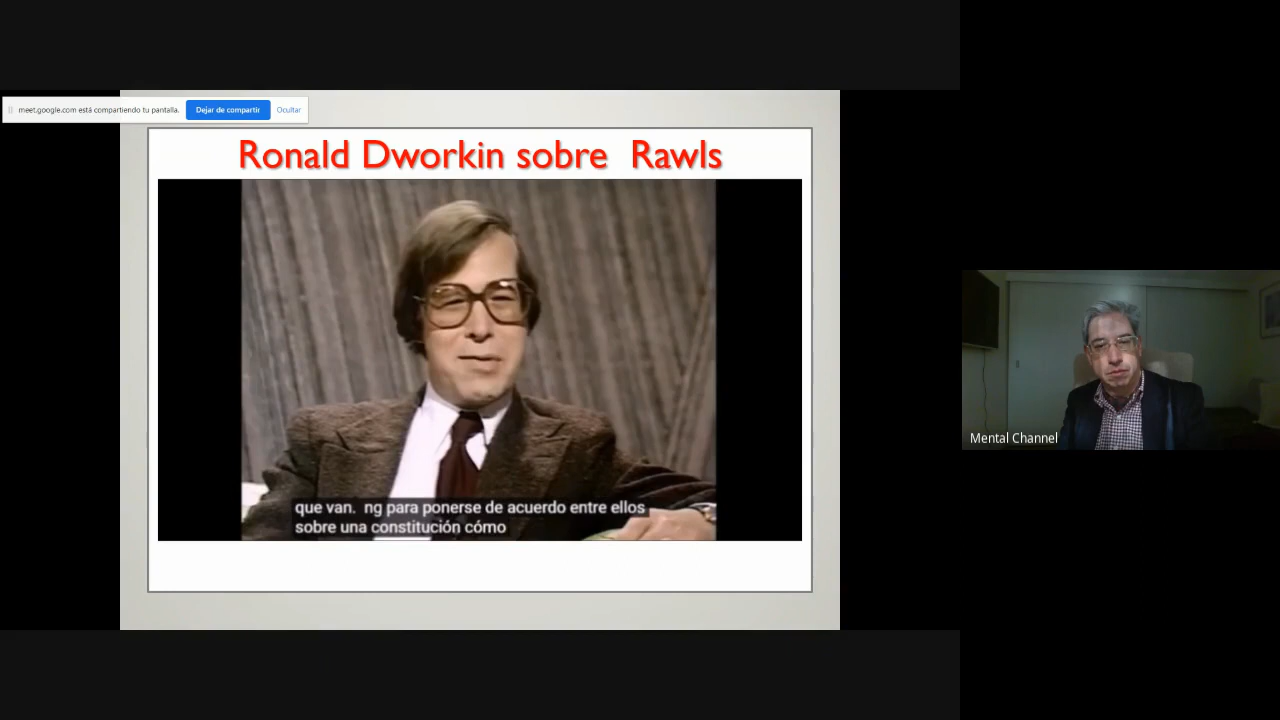 meet.google.com está compartiendo tu pantalla. Dejar de compartir Ocultar
Ronald Dworkin sobre Rawls
que van. ng para ponerse de acuerdo entre ellos
sobre una constitución cómo
Mental Channel